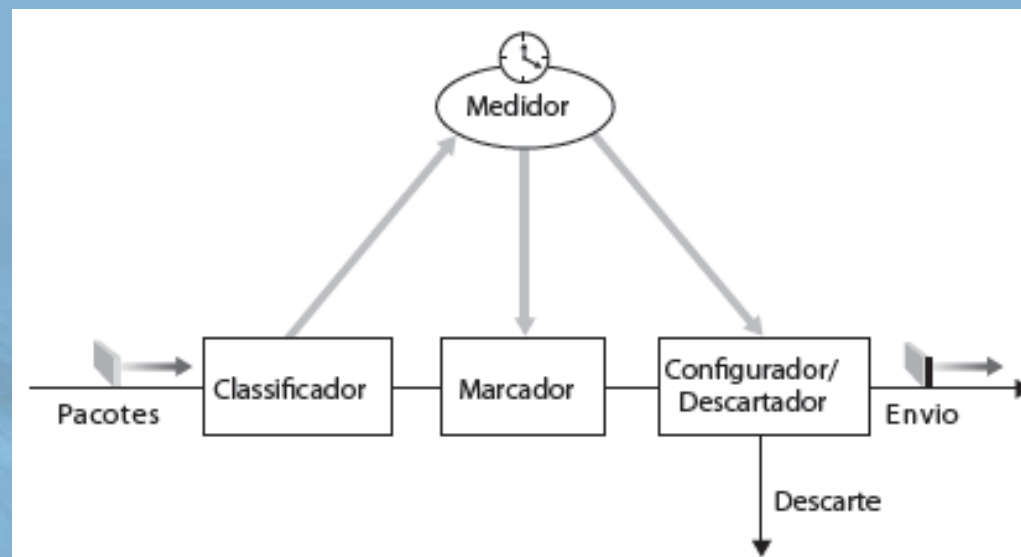 Medidor
Pacotes
Classificador
Marcador
Configurador/
Descartador
Envio
Descarte